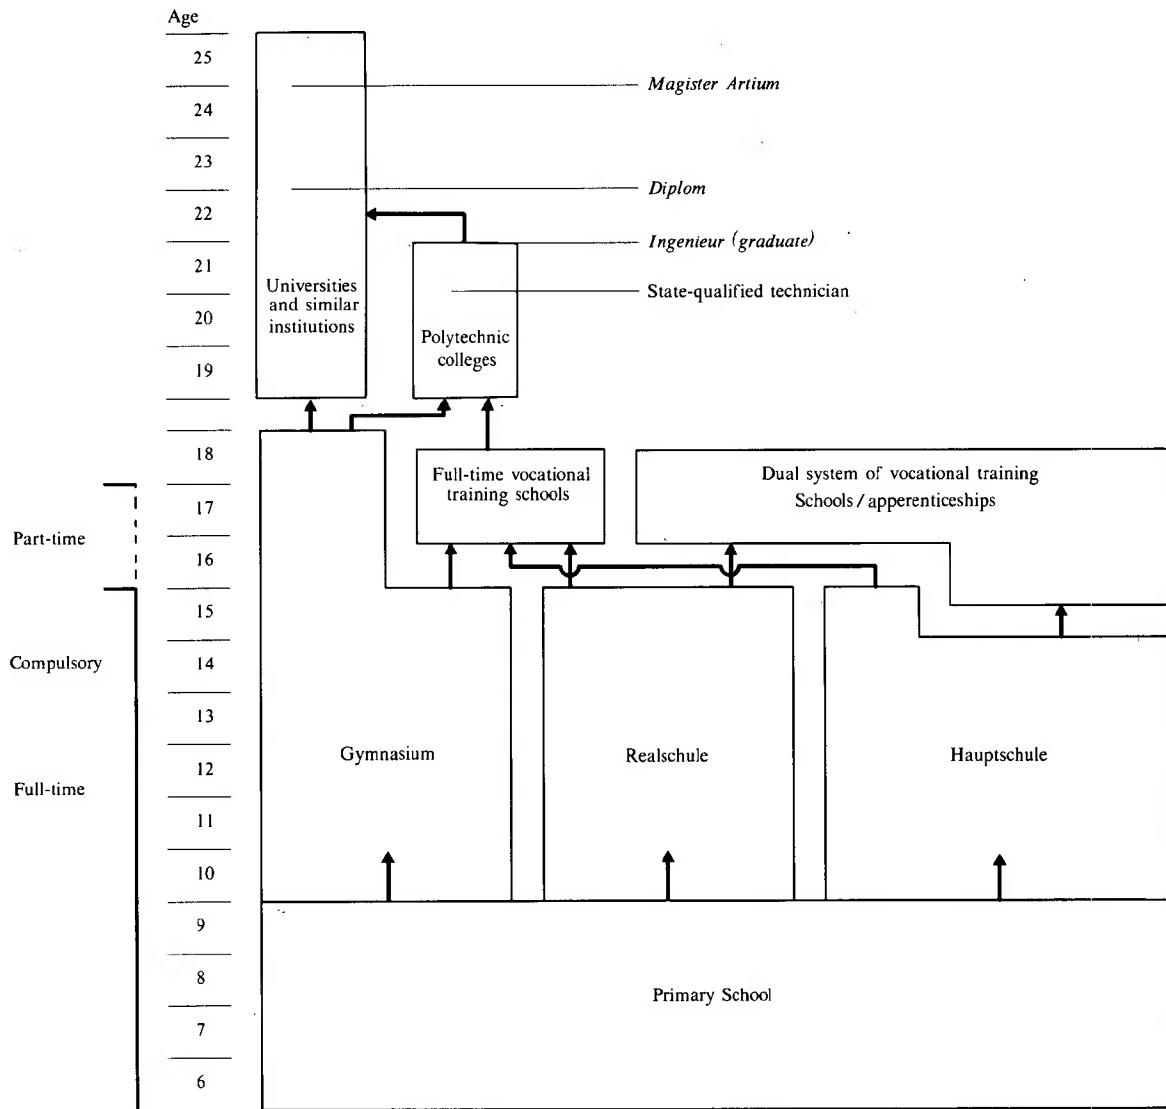 Age
25
Magister Artium
24
23
Diplom
22
Ingenieur (graduate)
21
Universities
and similar
institutions
State-qualified technician
20
Polytechnic
colleges
19
18
Full-time vocational
training schools
Dual system of vocational training
Schools / apprenticeships
17
Part-time
16
15
Compulsory
14
13
Gymnasium
Realschule
Hauptschule
12
Full-time
11
10
9
8
Primary School
7
6